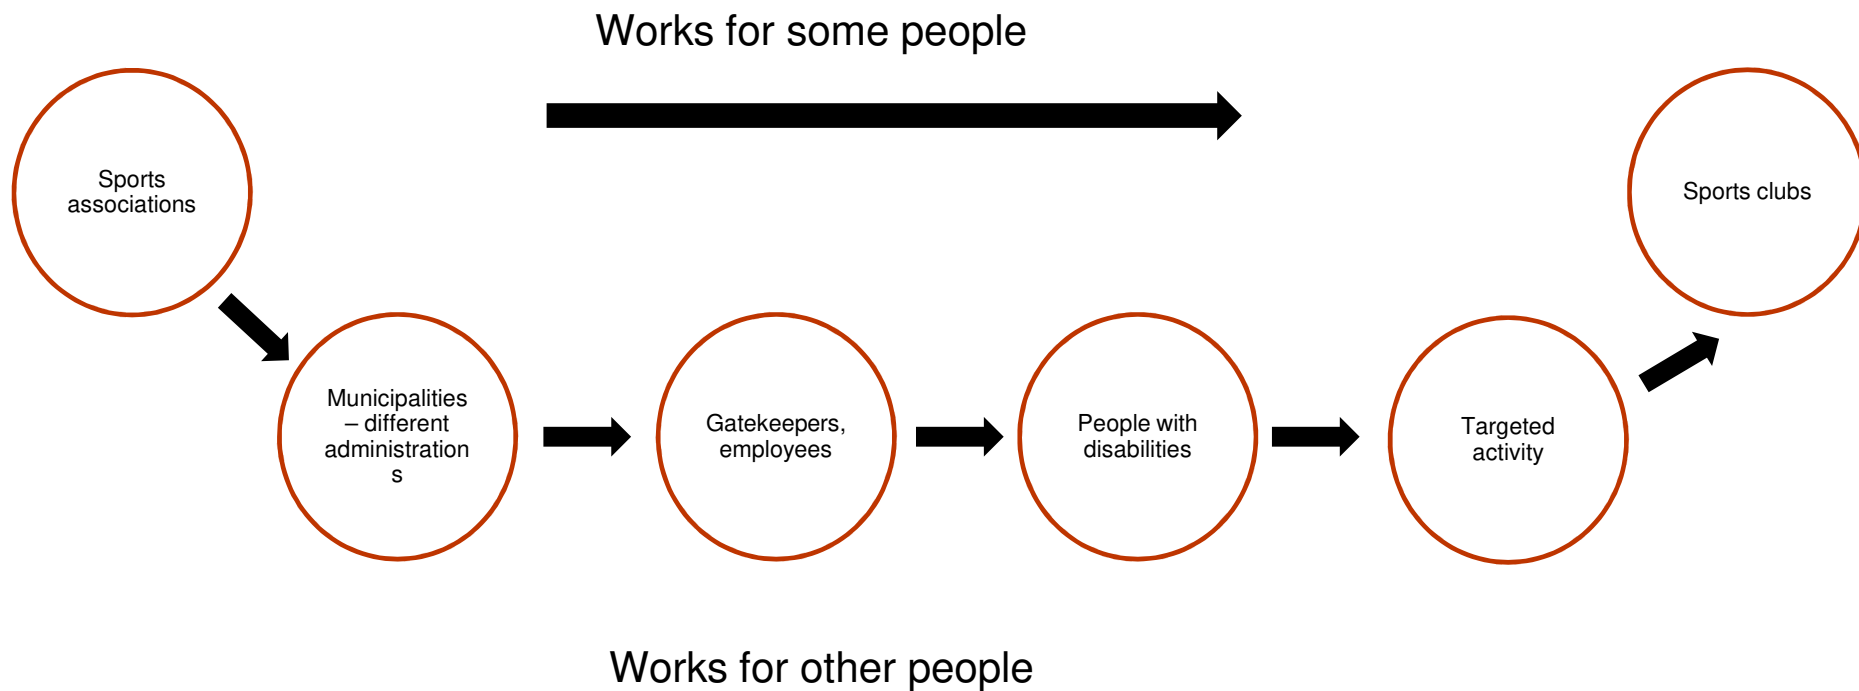 Works for some people
Sports
associations
Sports clubs
Municipalities
– different
administration
s
Gatekeepers,
employees
People with
disabilities
Targeted
activity
Works for other people